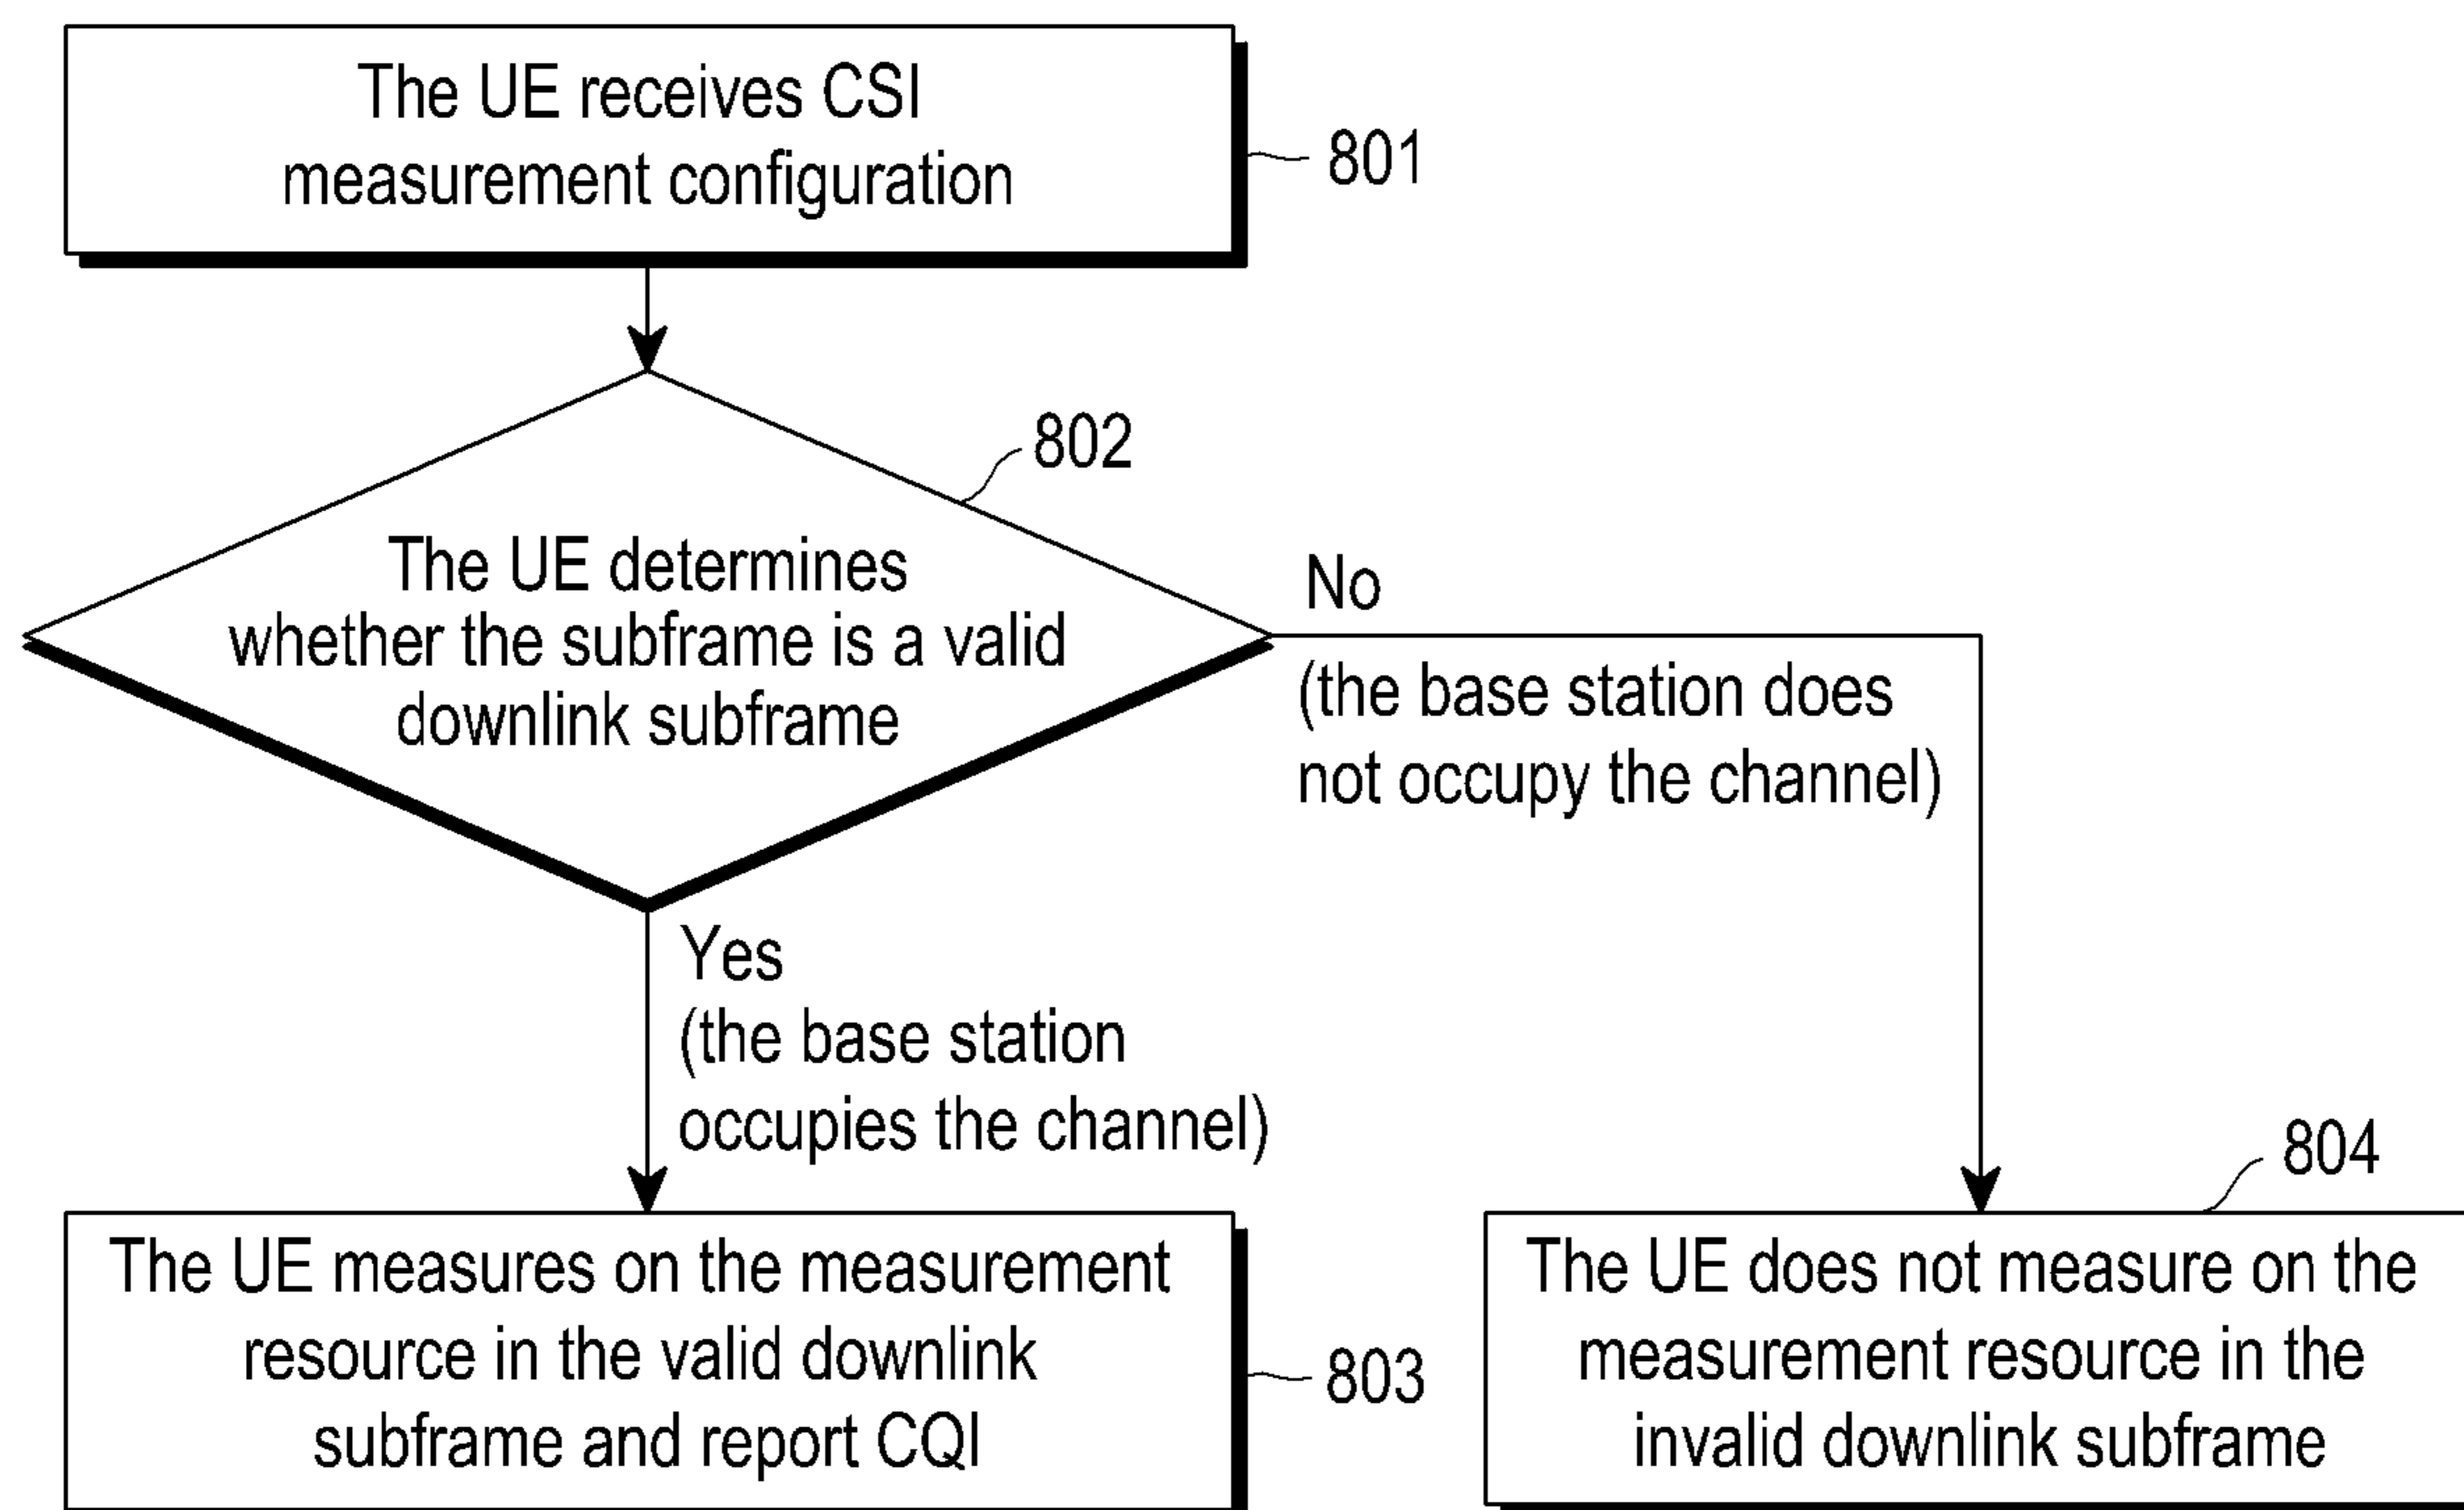 The UE receives CSI
measurement configuration
801
802
The UE determines
whether the subframe is a valid
downlink subframe
No
(the base station does
not occupy the channel)
Yes
(the base station
occupies the channel)
The UE measures on the measurement
resource in the valid downlink
subframe and report CQI
803
804
The UE does not measure on the
measurement resource in the
invalid downlink subframe